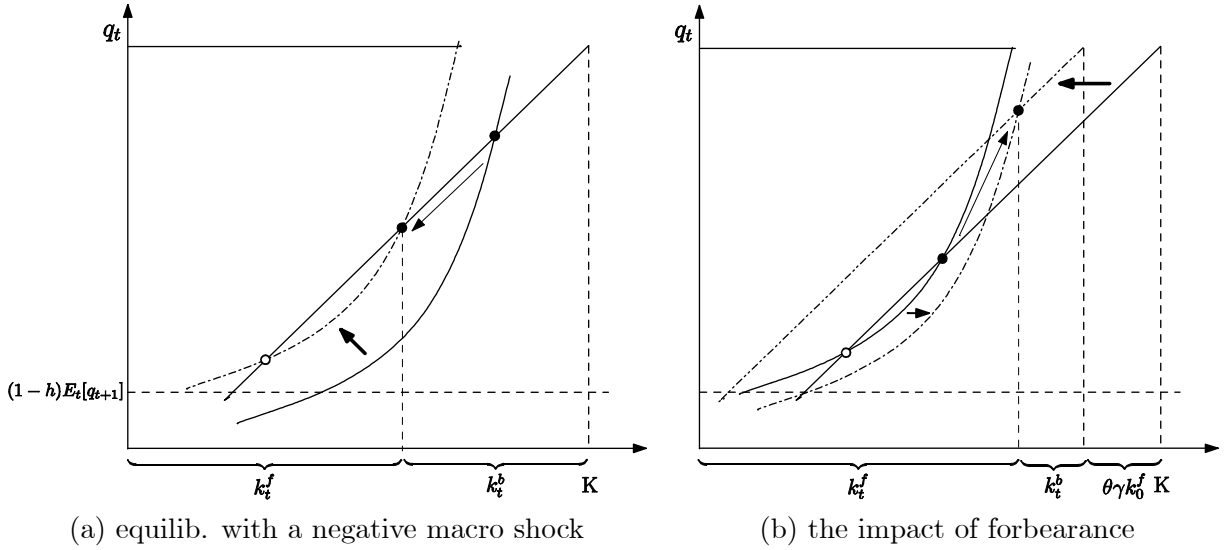 q_t
(1 − h)E_t[q_{t+1}]
k_t^f
k_t^b
K
(a) equilib. with a negative macro shock
q_t
k_t^f
k_t^b
θγk_0^f
K
(b) the impact of forbearance